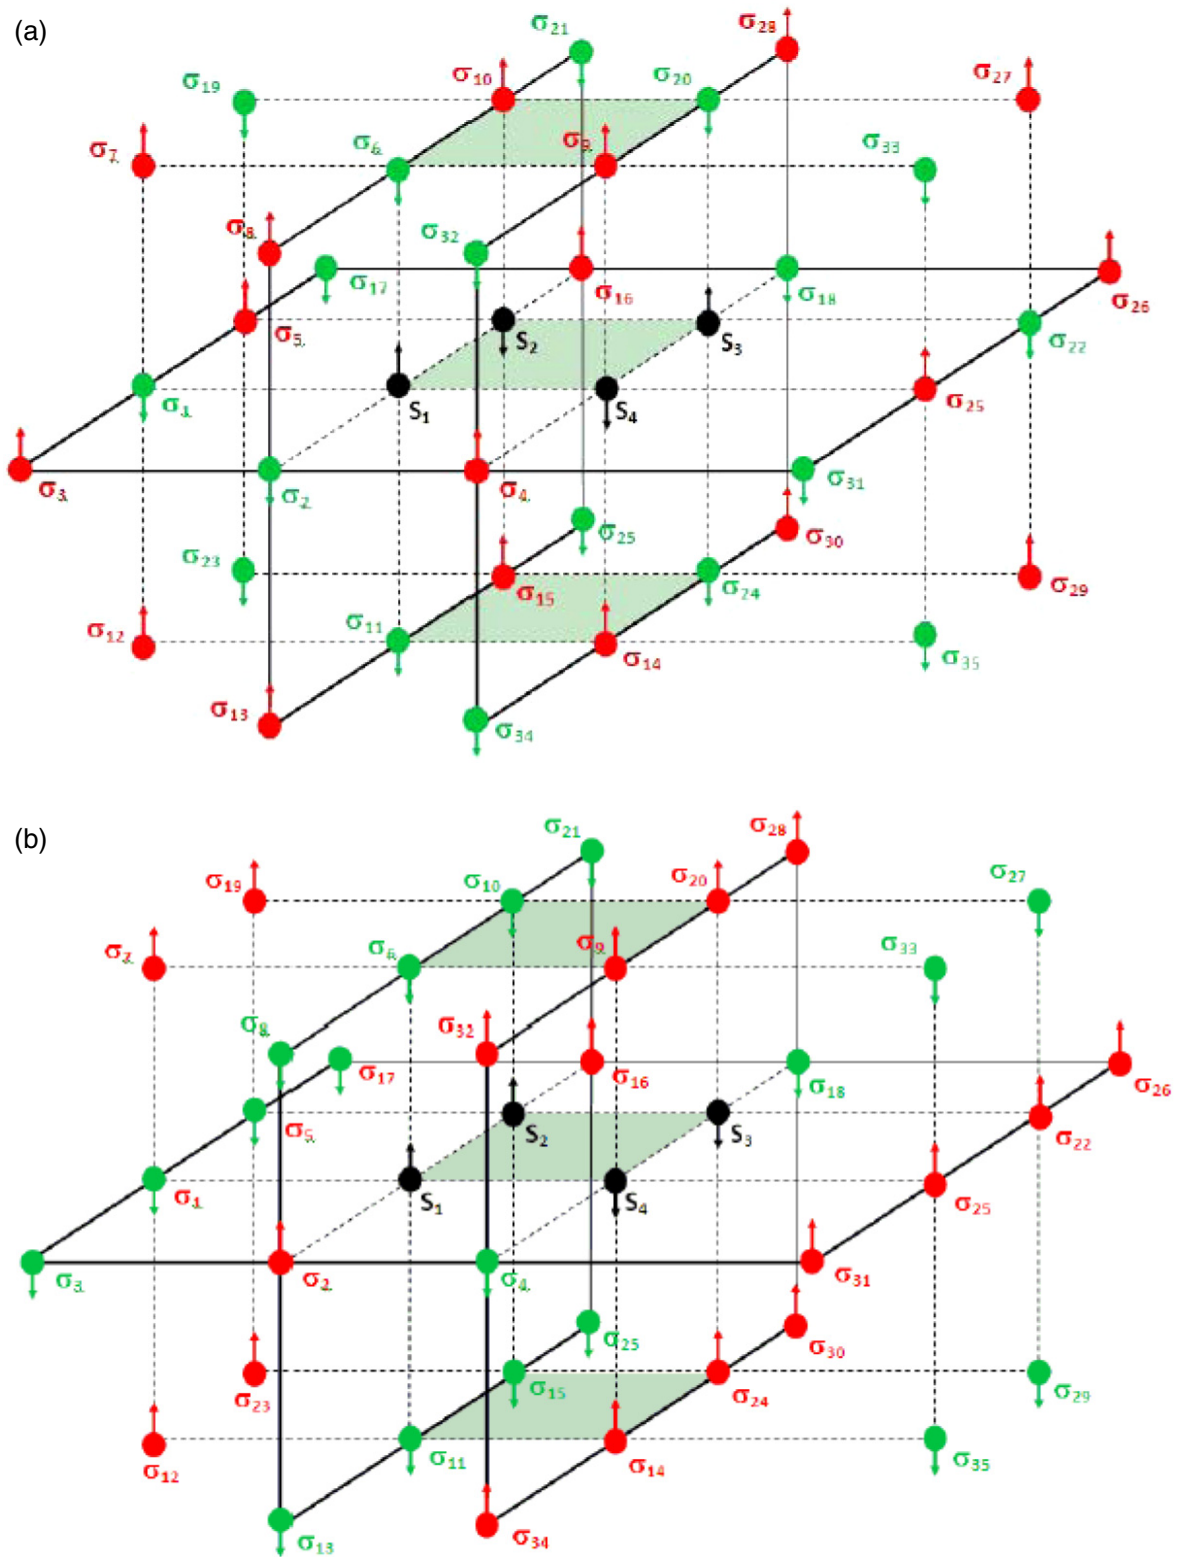 (a)
σ₂₁ σ₂₈
σ₁₀ σ₂₀ σ₂₇
σ₁₉
σ₇ σ₆ σ₉ σ₃₃
σ₈ σ₃₂
σ₁₇ σ₁₆ σ₁₈ σ₂₆
σ₅ S₂ S₃ σ₂₂
σ₁ S₁ S₄ σ₂₅
σ₃ σ₂ σ₄ σ₃₁
σ₂₅ σ₃₀
σ₂₃ σ₁₅ σ₂₄ σ₂₉
σ₁₂ σ₁₁ σ₁₄ σ₃₅
σ₁₃ σ₃₄
(b)
σ₂₁ σ₂₈
σ₁₉ σ₁₀ σ₂₀ σ₂₇
σ₇ σ₆ σ₉ σ₃₃
σ₈ σ₃₂
σ₁₇ σ₁₆ σ₁₈ σ₂₆
σ₅ S₂ S₃ σ₂₂
σ₁ S₁ S₄ σ₂₅
σ₃ σ₂ σ₄ σ₃₁
σ₂₅ σ₃₀
σ₂₃ σ₁₅ σ₂₄ σ₂₉
σ₁₂ σ₁₁ σ₁₄ σ₃₅
σ₁₃ σ₃₄